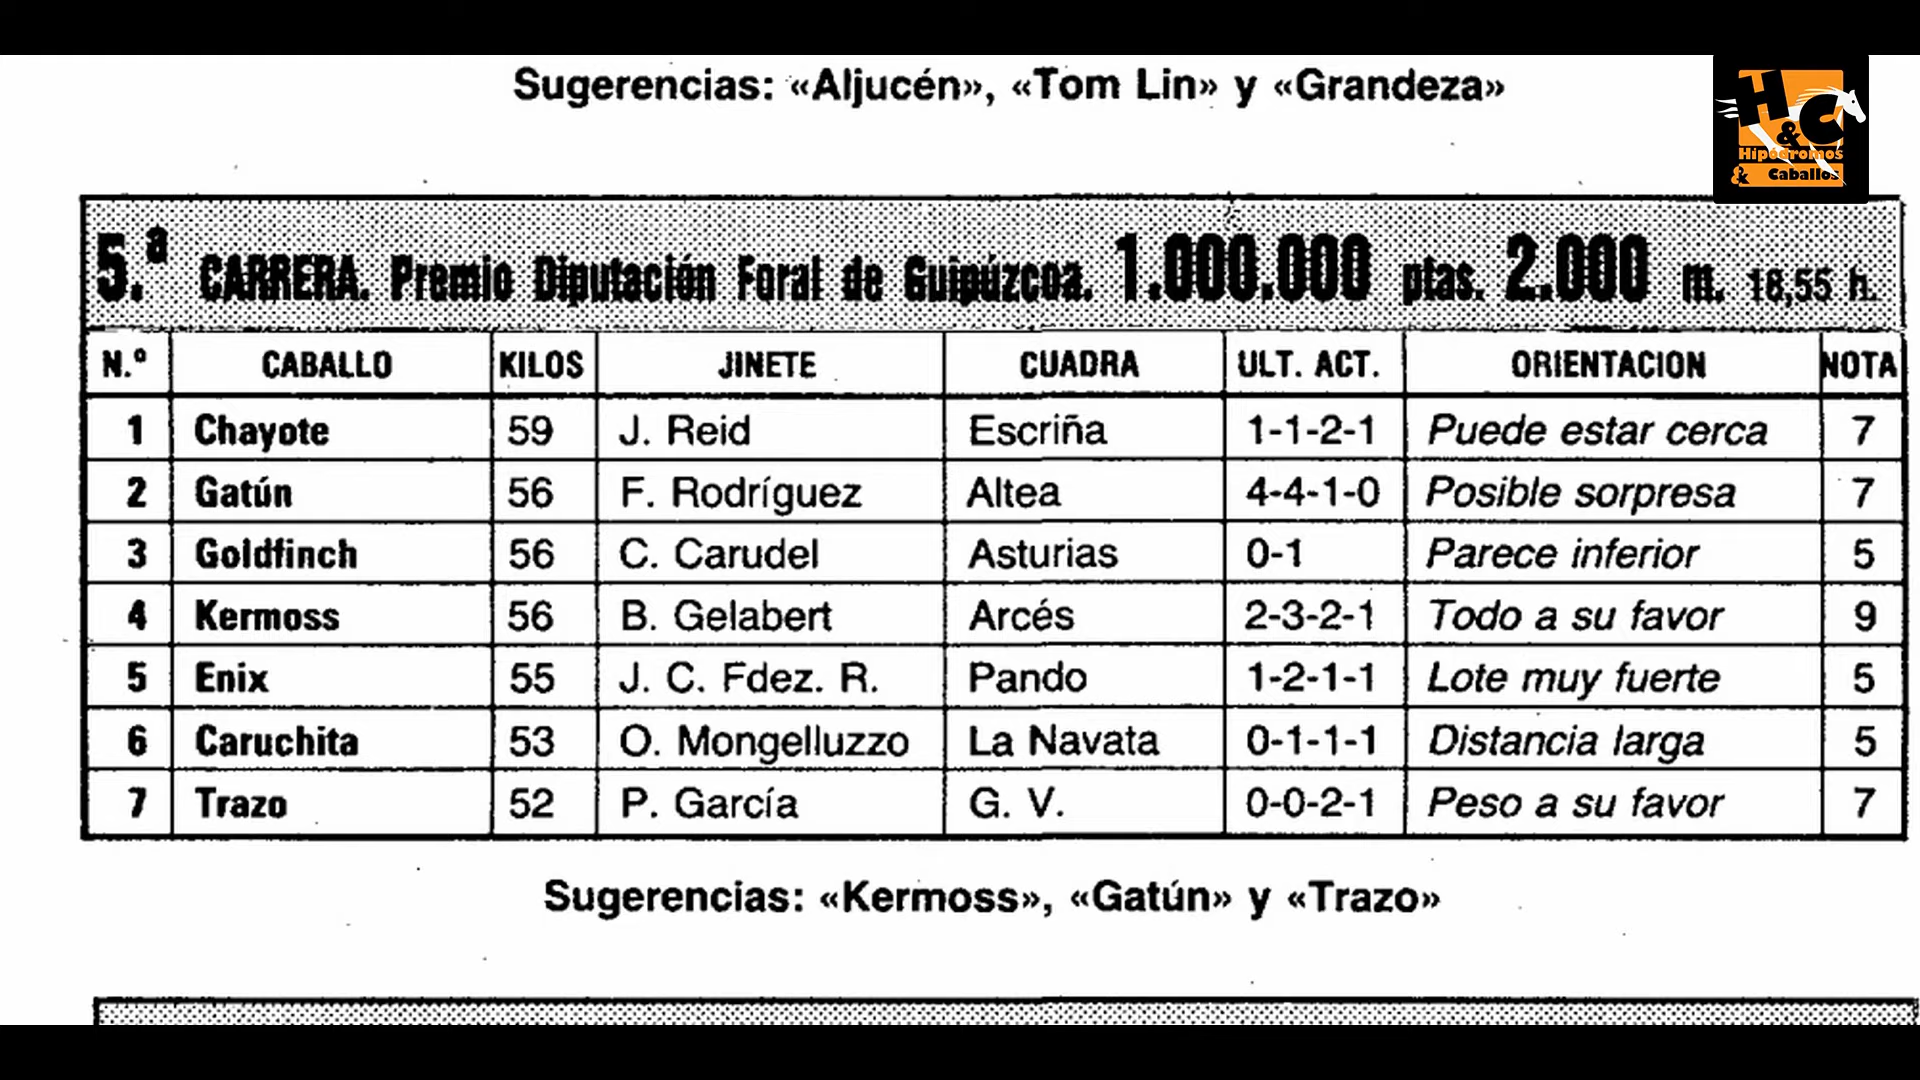 Sugerencias: «Aljucén», «Tom Lin» y «Grandeza»
H & C
Hipódromos
& Caballos
5.ª CARRERA. Premio Diputación Foral de Guipúzcoa. 1.000.000 ptas. 2.000 m. 18,55 h.
N.º CABALLO KILOS JINETE CUADRA ULT. ACT. ORIENTACION NOTA
1 Chayote 59 J. Reid Escriña 1-1-2-1 Puede estar cerca 7
2 Gatún 56 F. Rodríguez Altea 4-4-1-0 Posible sorpresa 7
3 Goldfinch 56 C. Carudel Asturias 0-1 Parece inferior 5
4 Kermoss 56 B. Gelabert Arcés 2-3-2-1 Todo a su favor 9
5 Enix 55 J. C. Fdez. R. Pando 1-2-1-1 Lote muy fuerte 5
6 Caruchita 53 O. Mongelluzzo La Navata 0-1-1-1 Distancia larga 5
7 Trazo 52 P. García G. V. 0-0-2-1 Peso a su favor 7
Sugerencias: «Kermoss», «Gatún» y «Trazo»